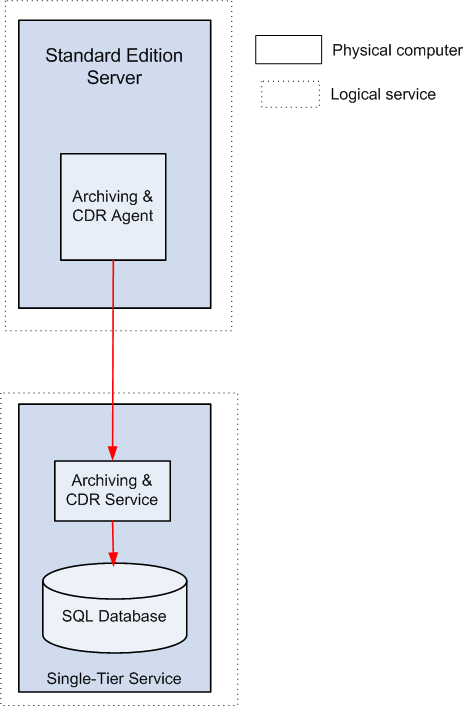 Standard Edition
Server
Physical computer
Logical service
Archiving &
CDR Agent
Archiving &
CDR Service
SQL Database
Single-Tier Service